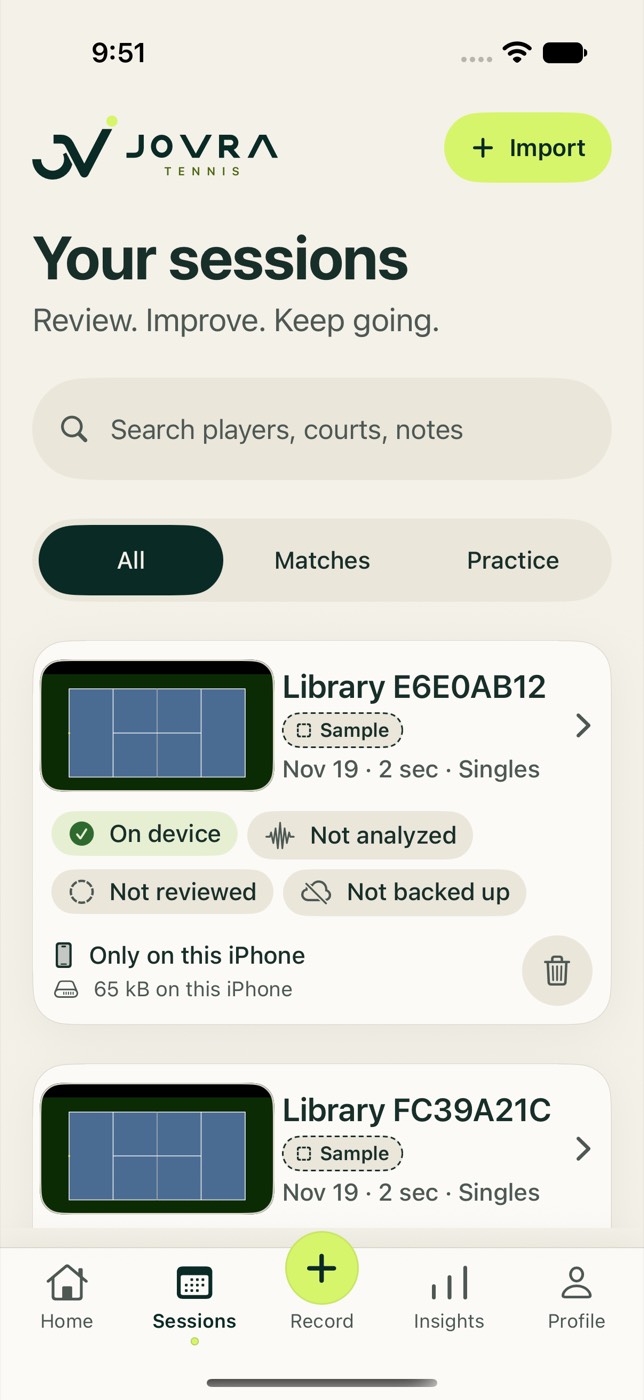 9:51
JOVRA
TENNIS
Import
Your sessions
Review. Improve. Keep going.
Search players, courts, notes
All
Matches
Practice
Library E6E0AB12
Sample
Nov 19 · 2 sec · Singles
On device
Not analyzed
Not reviewed
Not backed up
Only on this iPhone
65 kB on this iPhone
Library FC39A21C
Sample
Nov 19 · 2 sec · Singles
Home
Sessions
Record
Insights
Profile